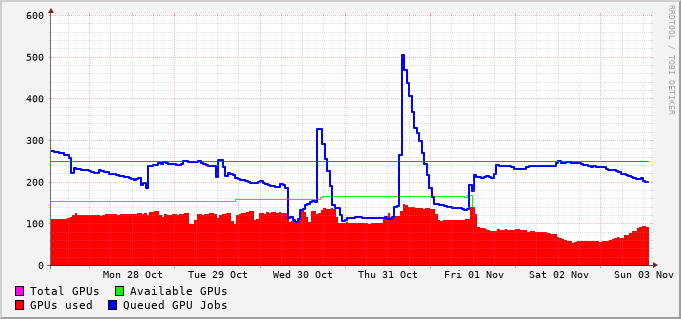 600
500
400
300
200
100
0
Mon 28 Oct Tue 29 Oct Wed 30 Oct Thu 31 Oct Fri 01 Nov Sat 02 Nov Sun 03 Nov
Total GPUs Available GPUs
GPUs used Queued GPU Jobs
RRDTOOL / TOBI OETIKER